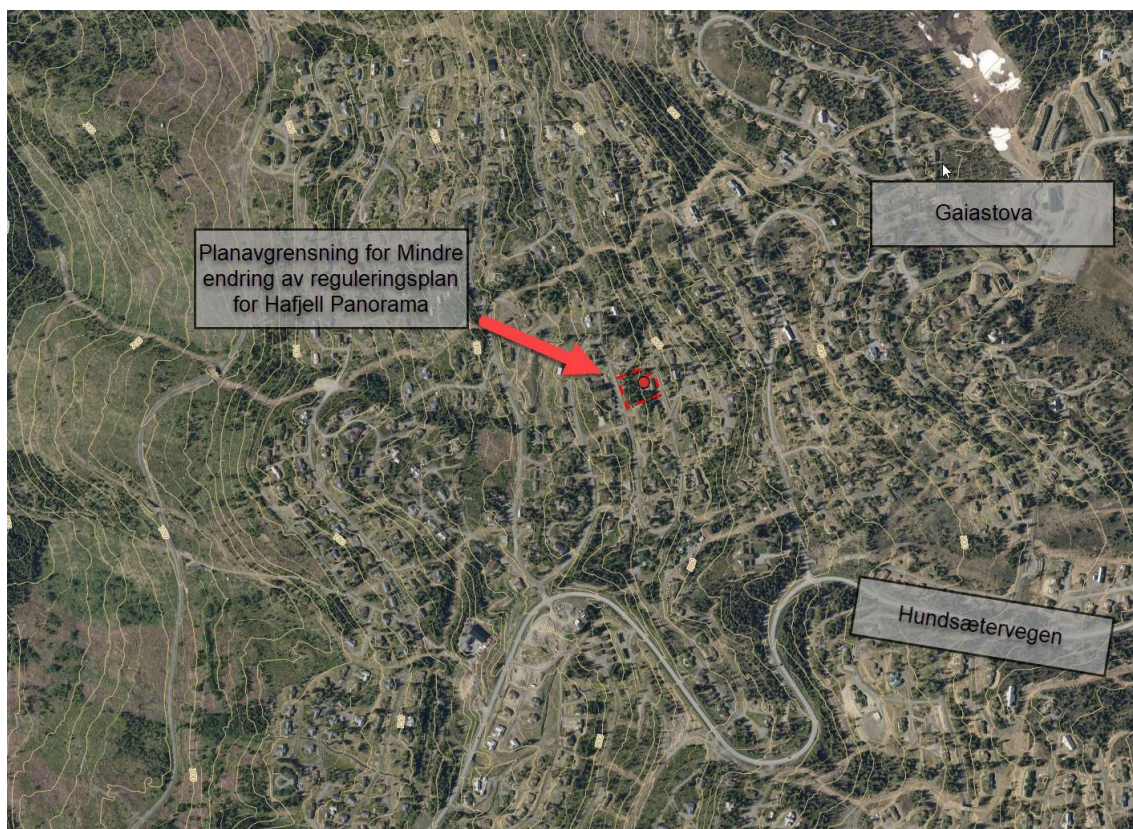 Gaiastova
Planavgrensning for Mindre
endring av reguleringsplan
for Hafjell Panorama
Hundsætervegen